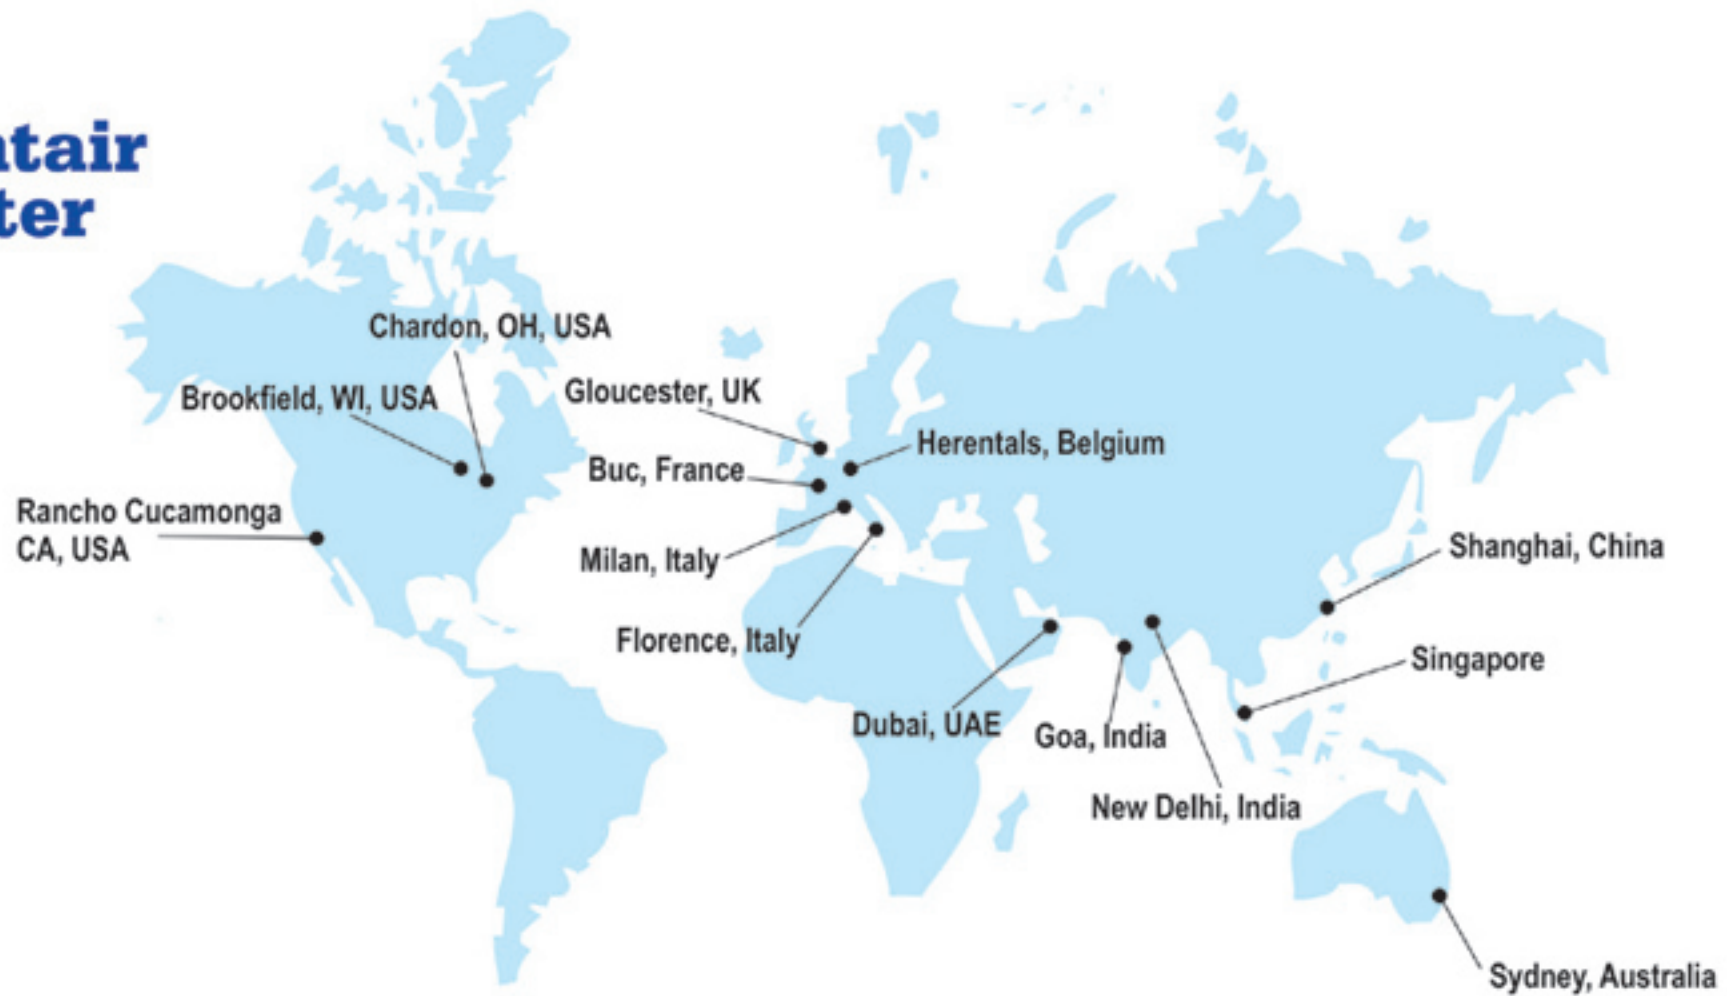 ntair
ter
Chardon, OH, USA
Brookfield, WI, USA
Gloucester, UK
Herentals, Belgium
Buc, France
Rancho Cucamonga
CA, USA
Milan, Italy
Shanghai, China
Florence, Italy
Singapore
Dubai, UAE
Goa, India
New Delhi, India
Sydney, Australia